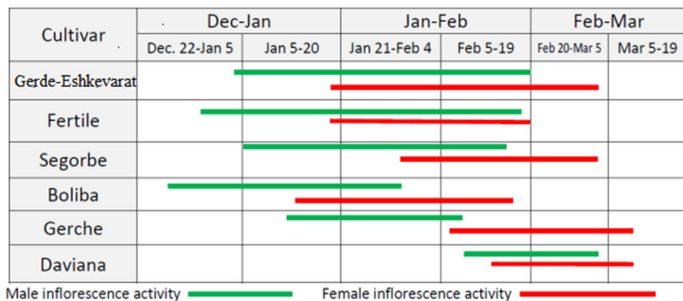 Cultivar Dec-Jan Jan-Feb Feb-Mar
Dec. 22-Jan 5 Jan 5-20 Jan 21-Feb 4 Feb 5-19 Feb 20-Mar 5 Mar 5-19
Gerde-Eshkevarat
Fertile
Segorbe
Boliba
Gerche
Daviana
Male inflorescence activity Female inflorescence activity